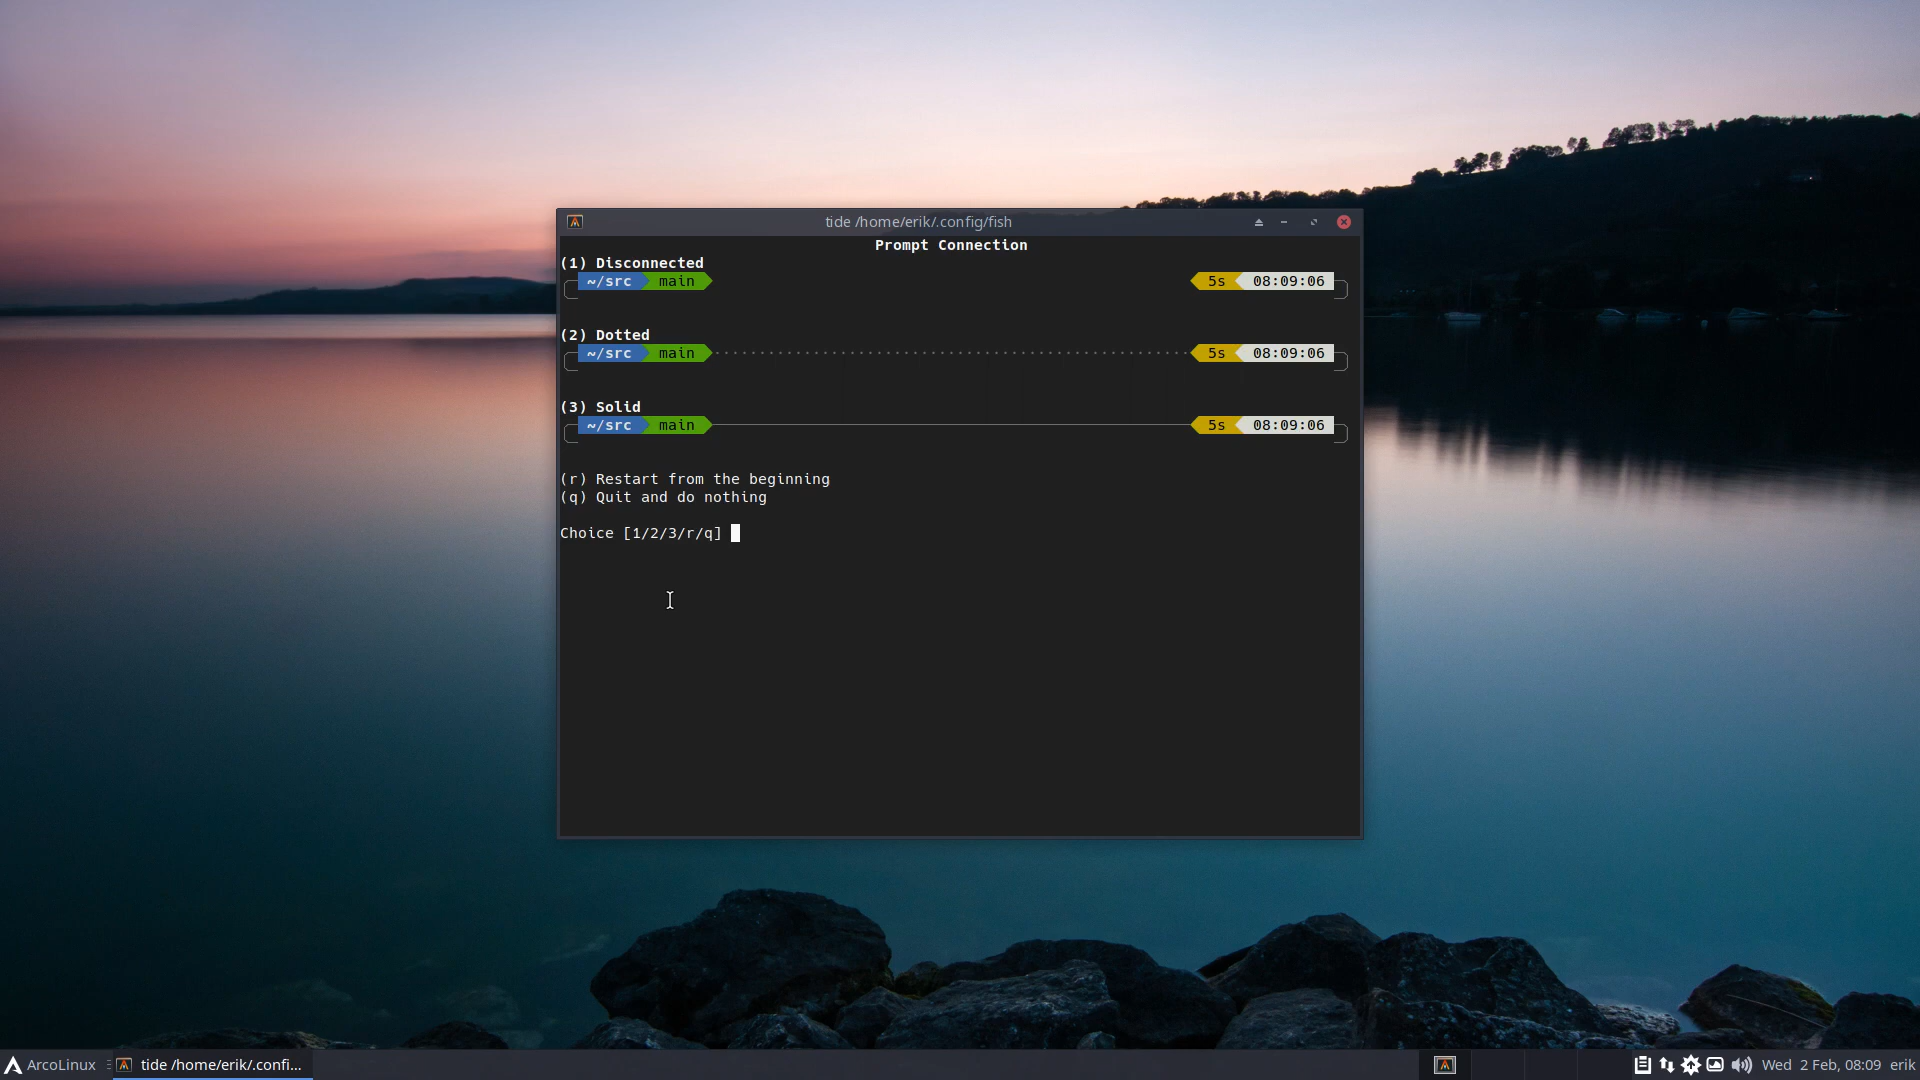 tide /home/erik/.config/fish
Prompt Connection
(1) Disconnected
~/src main 5s 08:09:06
(2) Dotted
~/src main 5s 08:09:06
(3) Solid
~/src main 5s 08:09:06
(r) Restart from the beginning
(q) Quit and do nothing
Choice [1/2/3/r/q]
ArcoLinux tide /home/erik/.confi... Wed 2 Feb, 08:09 erik